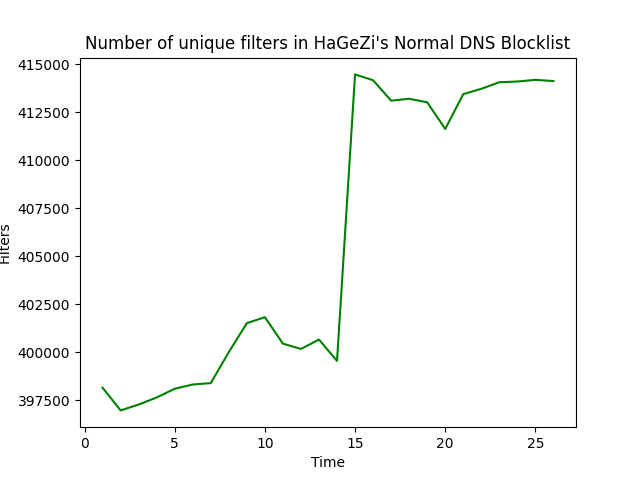 Number of unique filters in HaGeZi's Normal DNS Blocklist
415000
412500
410000
407500
405000
402500
400000
397500
Filters
0 5 10 15 20 25
Time